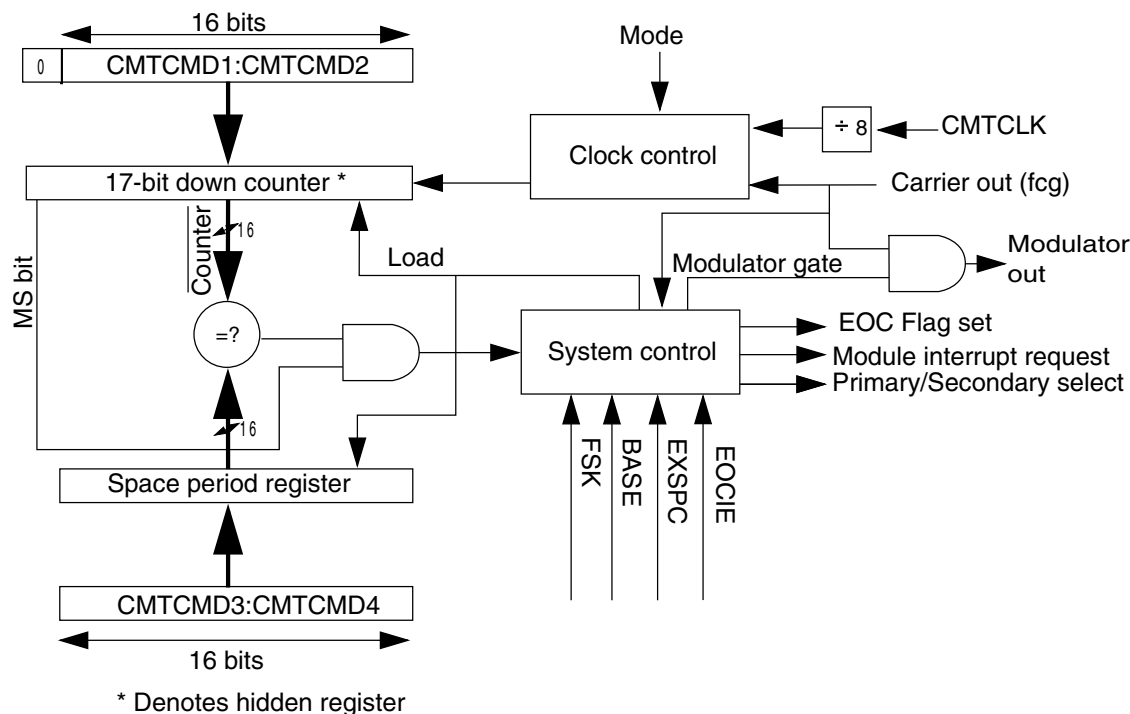 16 bits
0
CMTCMD1:CMTCMD2
Mode
÷ 8
CMTCLK
Clock control
17-bit down counter *
Carrier out (fcg)
MS bit
Counter
16
Load
Modulator gate
Modulator
out
=?
System control
EOC Flag set
Module interrupt request
Primary/Secondary select
16
FSK
BASE
EXSPC
EOCIE
Space period register
CMTCMD3:CMTCMD4
16 bits
* Denotes hidden register